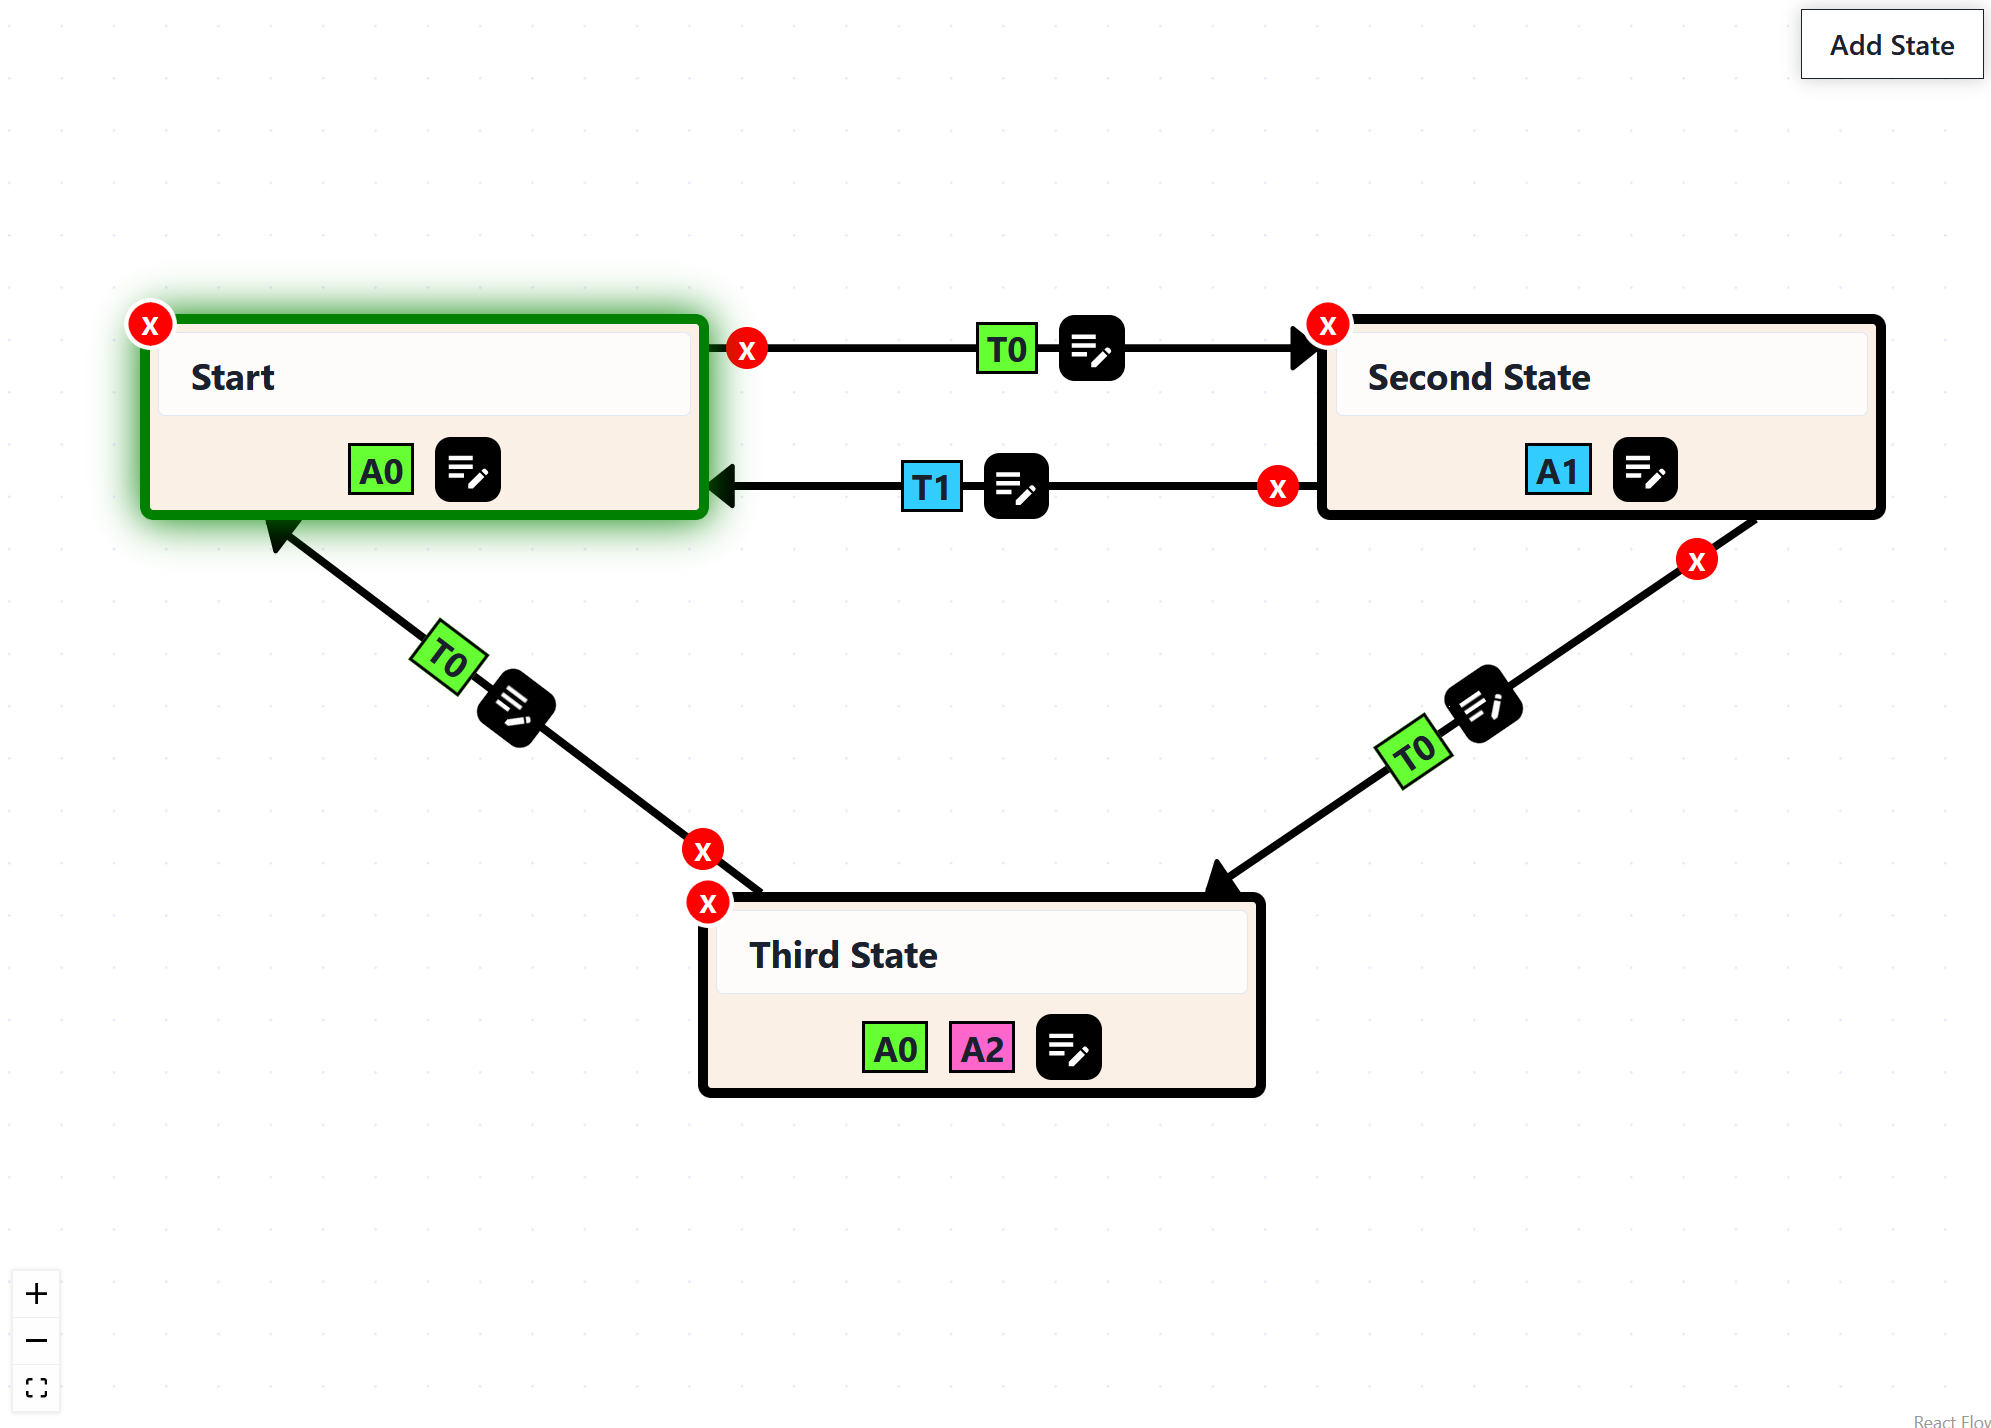 Add State
x
x
T0
x
Start
Second State
A0
A1
T1
x
x
T0
T0
x
x
Third State
A0 A2
React Flow